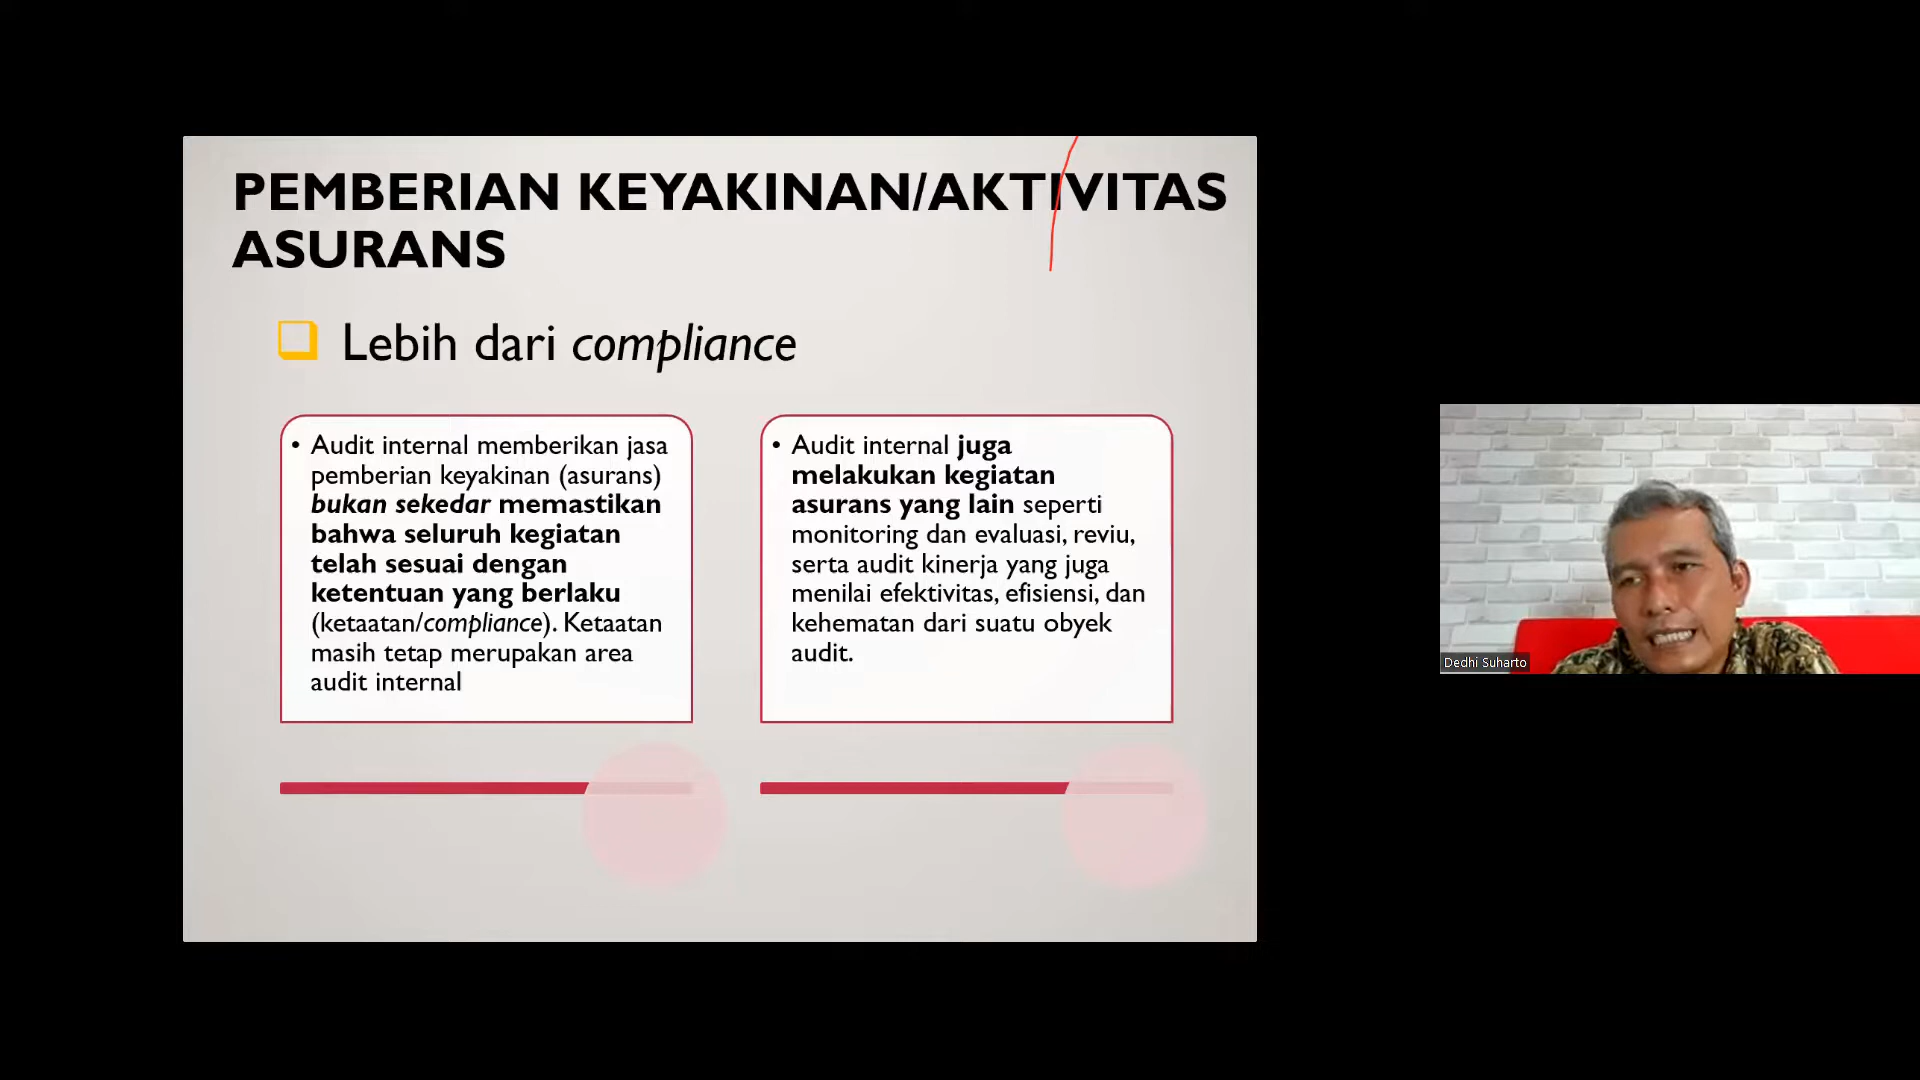 PEMBERIAN KEYAKINAN/AKTIVITAS
ASURANS
Lebih dari compliance
• Audit internal memberikan jasa
pemberian keyakinan (asurans)
bukan sekedar memastikan
bahwa seluruh kegiatan
telah sesuai dengan
ketentuan yang berlaku
(ketaatan/compliance). Ketaatan
masih tetap merupakan area
audit internal
• Audit internal juga
melakukan kegiatan
asurans yang lain seperti
monitoring dan evaluasi, reviu,
serta audit kinerja yang juga
menilai efektivitas, efisiensi, dan
kehematan dari suatu obyek
audit.
Dedhi Suharto